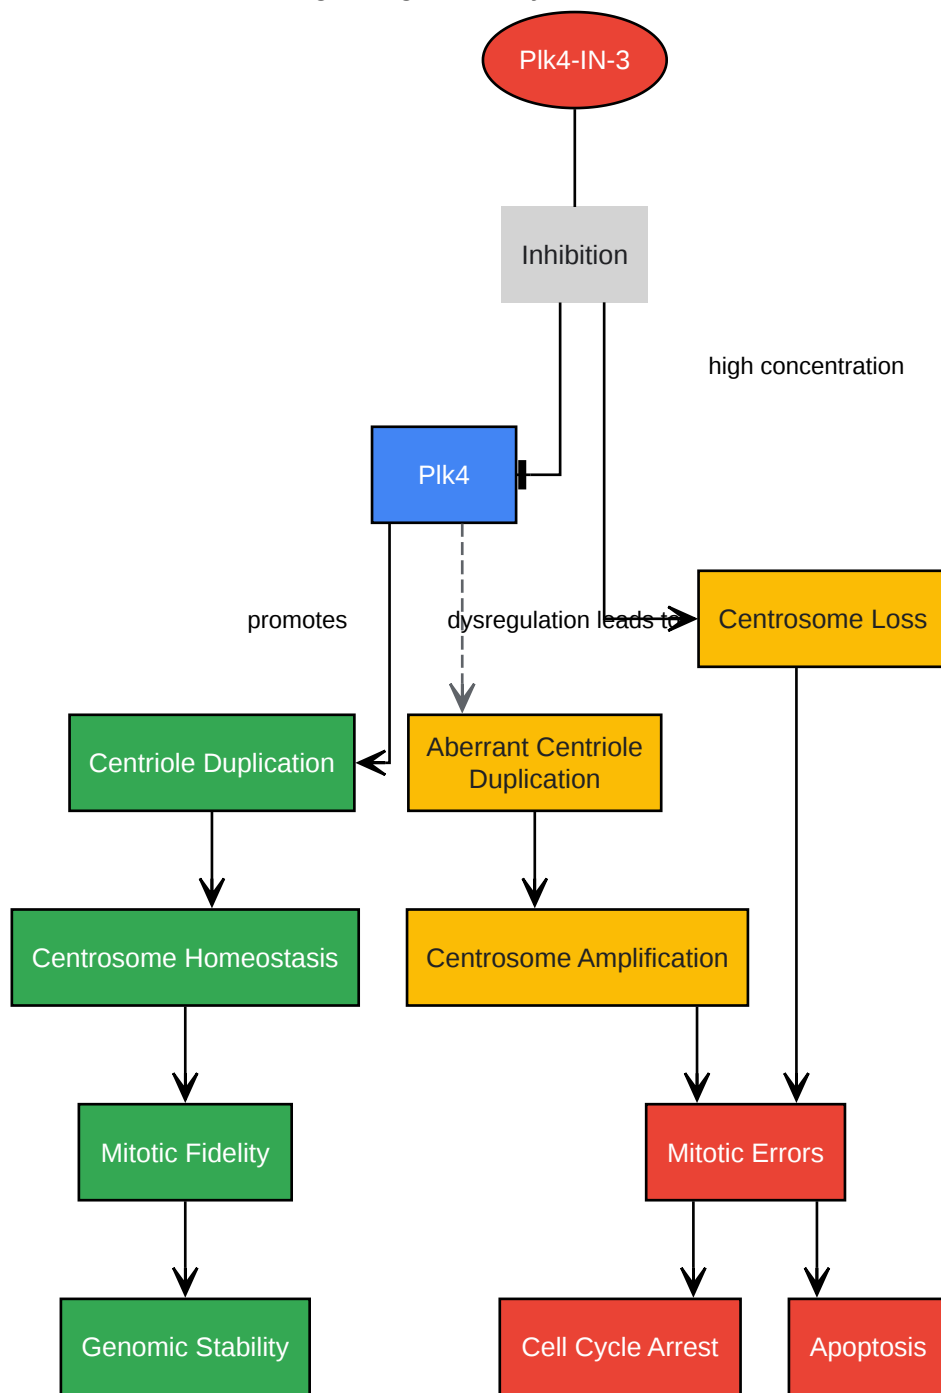 Plk4-IN-3
Inhibition
high concentration
Plk4
promotes
dysregulation leads to
Centrosome Loss
Centriole Duplication
Aberrant Centriole
Duplication
Centrosome Homeostasis
Centrosome Amplification
Mitotic Fidelity
Mitotic Errors
Genomic Stability
Cell Cycle Arrest
Apoptosis